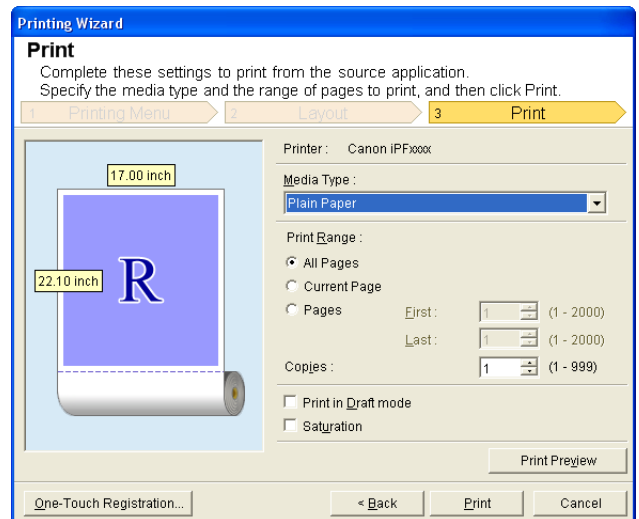 Printing Wizard
Print
Complete these settings to print from the source application.
Specify the media type and the range of pages to print, and then click Print.
1 Printing Menu 2 Layout 3 Print
Printer : Canon iPFxxxx
17.00 inch
22.10 inch
R
Media Type :
Plain Paper
Print Range :
All Pages
Current Page
Pages First : 1 (1 - 2000)
Last : 1 (1 - 2000)
Copies : 1 (1 - 999)
Print in Draft mode
Saturation
Print Preview
One-Touch Registration... < Back Print Cancel